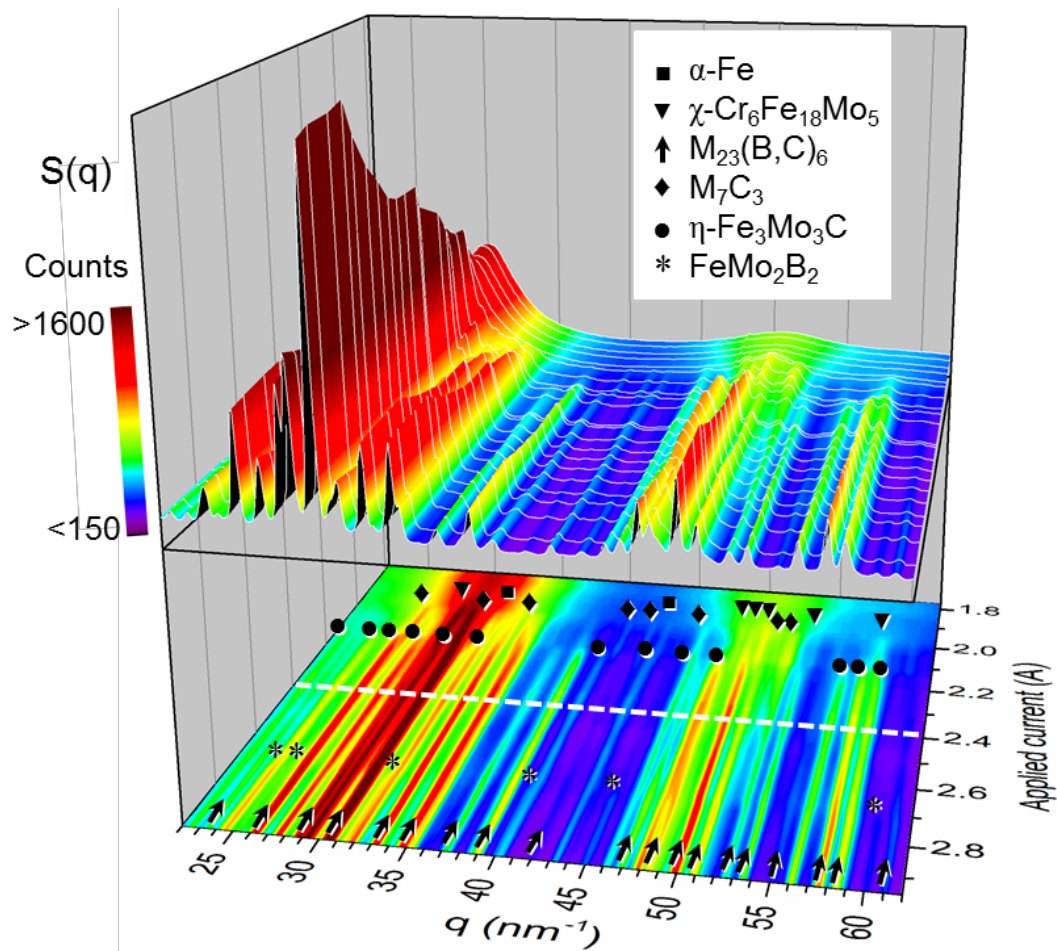 S(q)
Counts
>1600
<150
■ α-Fe
▼ χ-Cr₆Fe₁₈Mo₅
↑ M₂₃(B,C)₆
♦ M₇C₃
● η-Fe₃Mo₃C
* FeMo₂B₂
1.8
2.0
2.2
2.4
2.6
2.8
Applied current (A)
25
30
35
40
45
50
55
60
q (nm⁻¹)